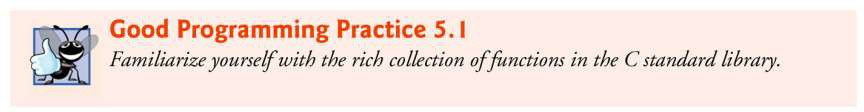 Good Programming Practice 5.1
Familiarize yourself with the rich collection of functions in the C standard library.